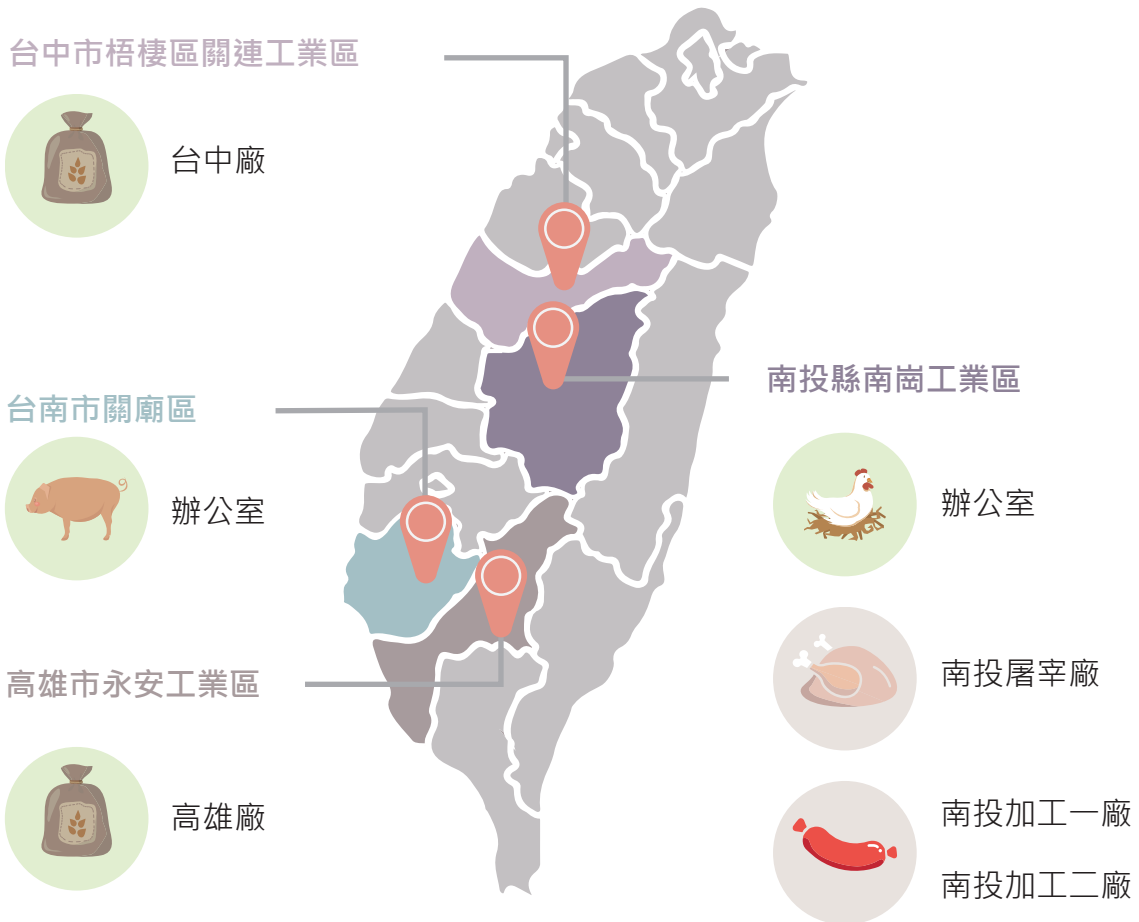 台中市梧棲區關連工業區
台中廠
台南市關廟區
辦公室
高雄市永安工業區
高雄廠
南投縣南崗工業區
辦公室
南投屠宰廠
南投加工一廠
南投加工二廠